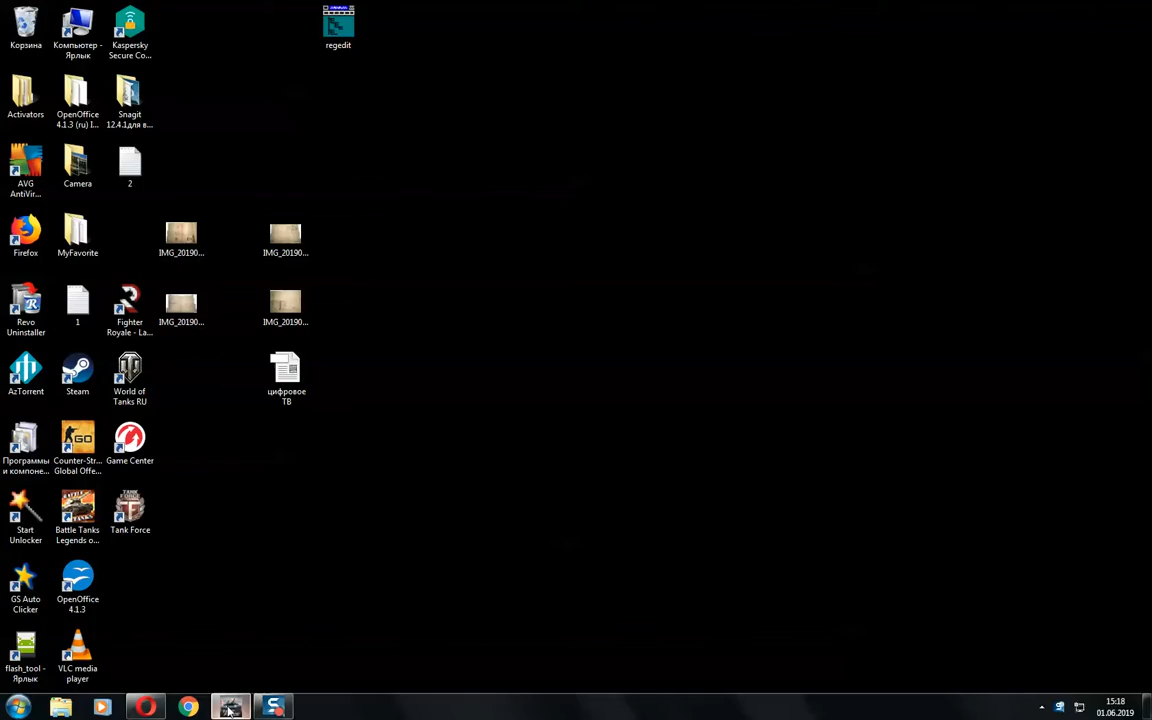 Корзина
Компьютер -
Ярлык
Kaspersky
Secure Co...
regedit
Activators
OpenOffice
4.1.3 (ru) I...
Snagit
12.4.1для в...
AVG
AntiVir...
Camera
2
Firefox
MyFavorite
IMG_20190...
IMG_20190...
Revo
Uninstaller
1
Fighter
Royale - La...
IMG_20190...
IMG_20190...
AzTorrent
Steam
World of
Tanks RU
цифровое
ТВ
Программы
и компоне...
GO
Counter-Str...
Global Offe...
Game Center
Start
Unlocker
Battle Tanks
Legends o...
Tank Force
GS Auto
Clicker
OpenOffice
4.1.3
flash_tool -
Ярлык
VLC media
player
15:18
01.06.2019